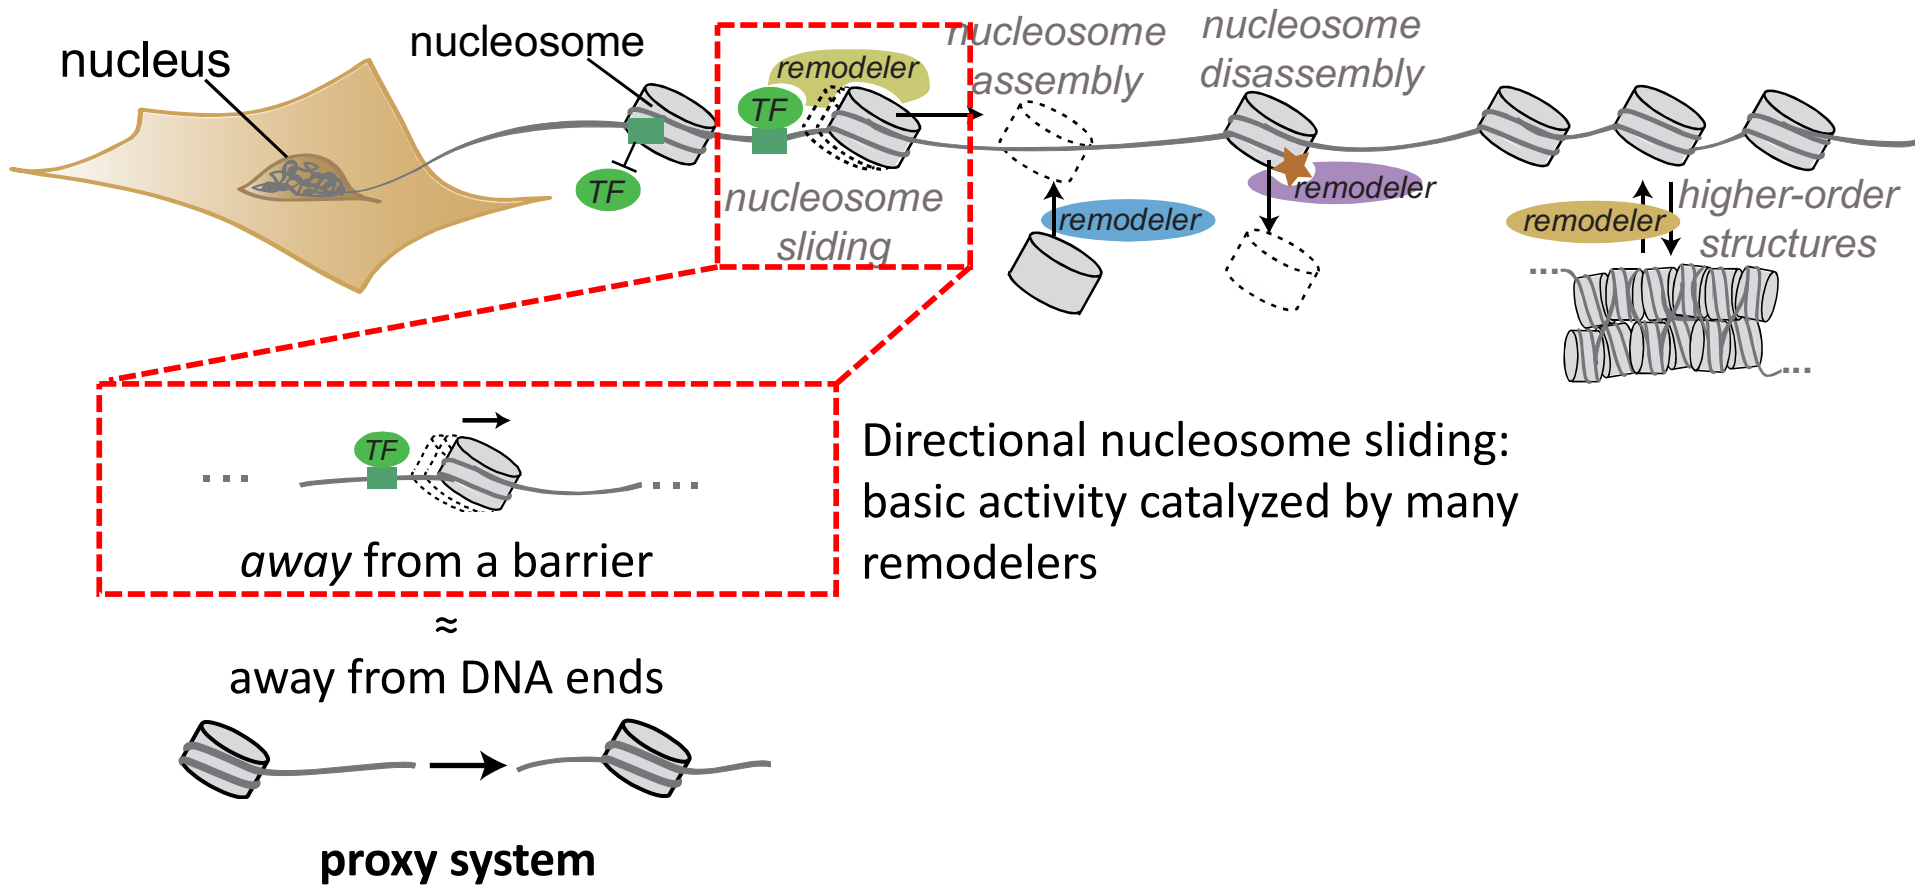 nucleus
nucleosome
TF
TF
remodeler
nucleosome
sliding
nucleosome
assembly
remodeler
nucleosome
disassembly
remodeler
remodeler
higher-order
structures
...
...
...
TF
...
away from a barrier
Directional nucleosome sliding:
basic activity catalyzed by many
remodelers
≈
away from DNA ends
proxy system